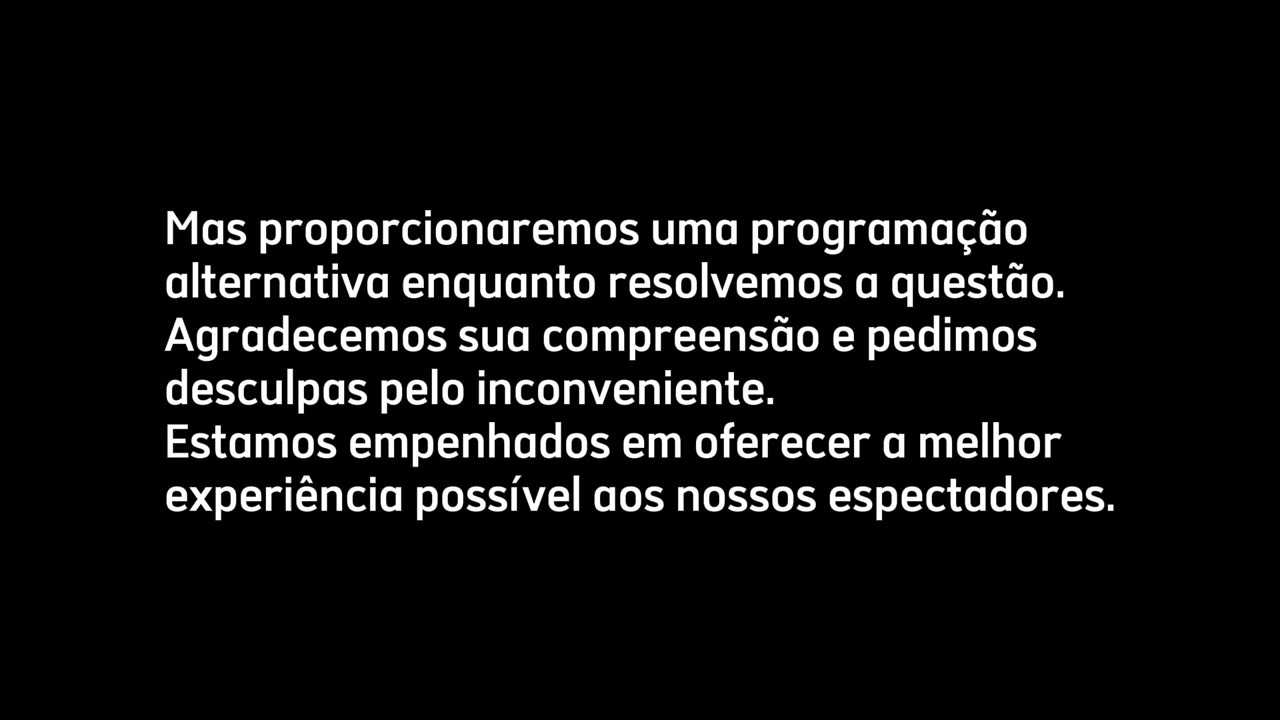 Mas proporcionaremos uma programação
alternativa enquanto resolvemos a questão.
Agradecemos sua compreensão e pedimos
desculpas pelo inconveniente.
Estamos empenhados em oferecer a melhor
experiência possível aos nossos espectadores.